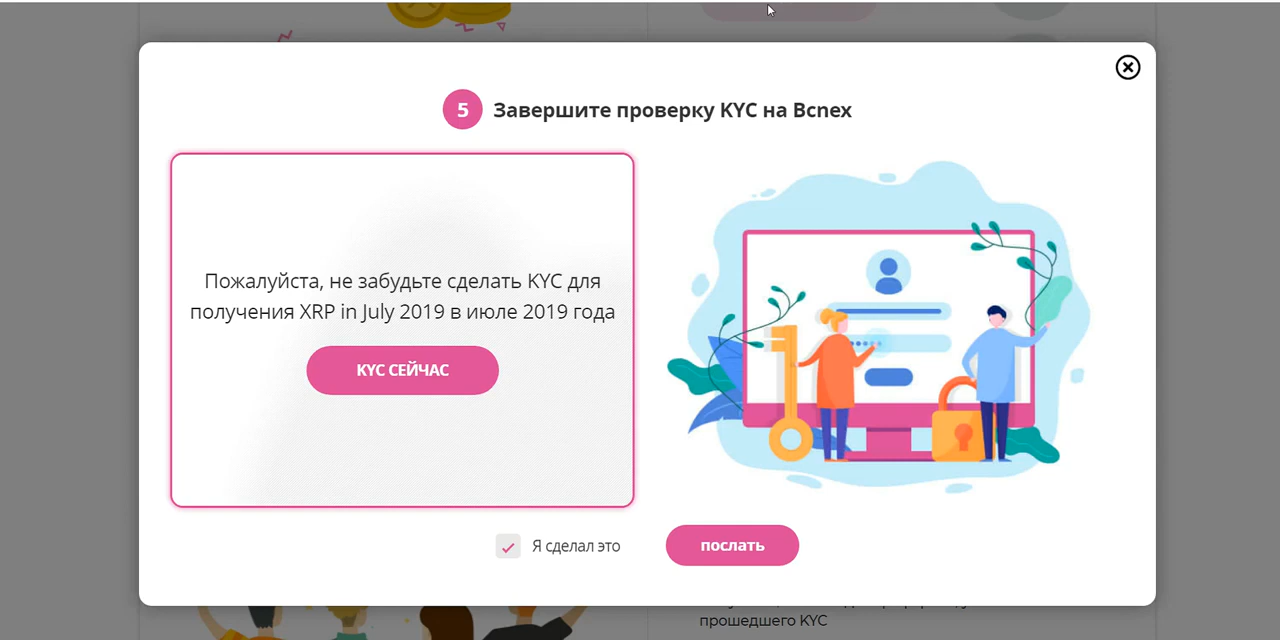 5 Завершите проверку KYC на Bcnex
Пожалуйста, не забудьте сделать KYC для
получения XRP in July 2019 в июле 2019 года
KYC СЕЙЧАС
Я сделал это
послать
прошедшего KYC